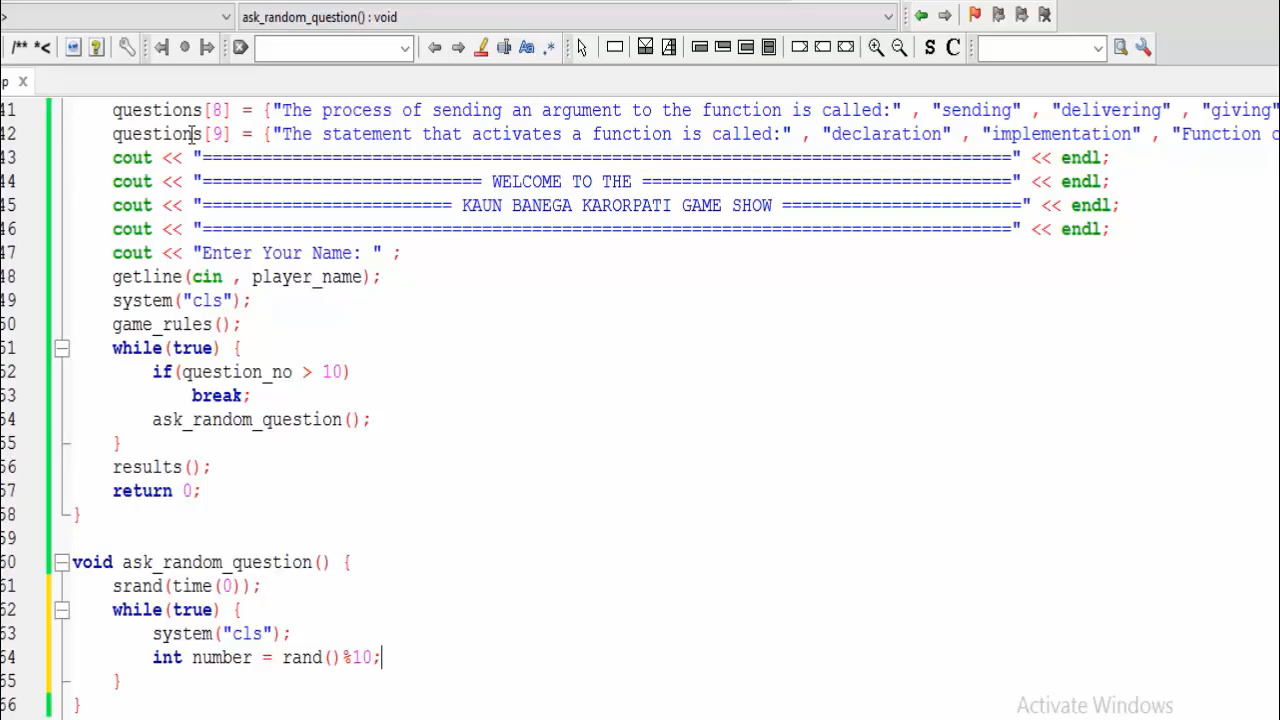 ask_random_question() : void
/** *<
Aa .* S C
p X
41 questions[8] = {"The process of sending an argument to the function is called:" , "sending" , "delivering" , "giving"
42 questions[9] = {"The statement that activates a function is called:" , "declaration" , "implementation" , "Function
43 cout << "=================================================================================" << endl;
44 cout << "============================ WELCOME TO THE =====================================" << endl;
45 cout << "========================= KAUN BANEGA KARORPATI GAME SHOW ========================" << endl;
46 cout << "=================================================================================" << endl;
47 cout << "Enter Your Name: " ;
48 getline(cin , player_name);
49 system("cls");
50 game_rules();
51 while(true) {
52 if(question_no > 10)
53 break;
54 ask_random_question();
55 }
56 results();
57 return 0;
58 }
59
60 void ask_random_question() {
61 srand(time(0));
62 while(true) {
63 system("cls");
64 int number = rand()%10;
65 }
66 }
Activate Windows